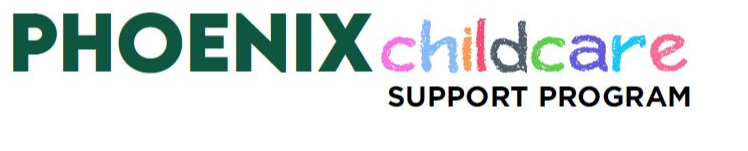 PHOENIX childcare
SUPPORT PROGRAM